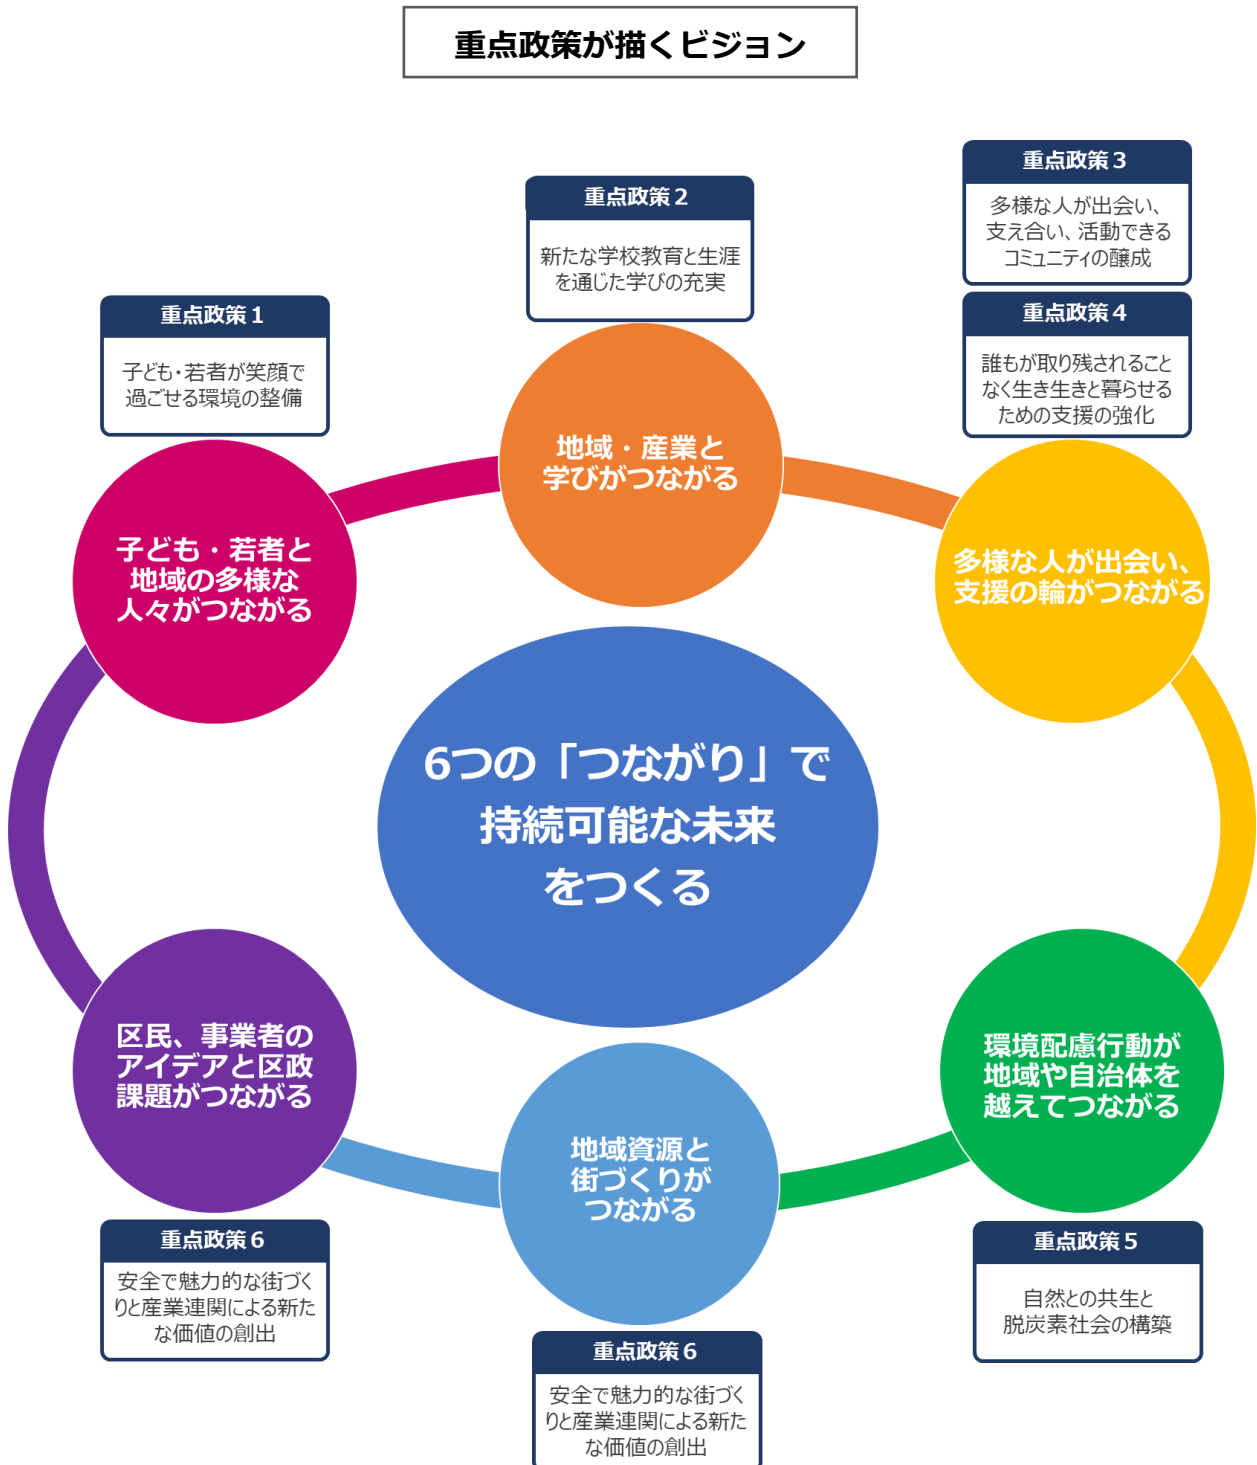 重点政策が描くビジョン
重点政策1
子ども・若者が笑顔で
過ごせる環境の整備
子ども・若者と
地域の多様な
人々がつながる
重点政策2
新たな学校教育と生涯
を通じた学びの充実
地域・産業と
学びがつながる
重点政策3
多様な人が出会い、
支え合い、活動できる
コミュニティの醸成
重点政策4
誰もが取り残されること
なく生き生きと暮らせる
ための支援の強化
多様な人が出会い、
支援の輪がつながる
6つの「つながり」で
持続可能な未来
をつくる
環境配慮行動が
地域や自治体を
越えてつながる
重点政策5
自然との共生と
脱炭素社会の構築
地域資源と
街づくりが
つながる
重点政策6
安全で魅力的な街づく
りと産業連関による新た
な価値の創出
区民、事業者の
アイデアと区政
課題がつながる
重点政策6
安全で魅力的な街づく
りと産業連関による新た
な価値の創出